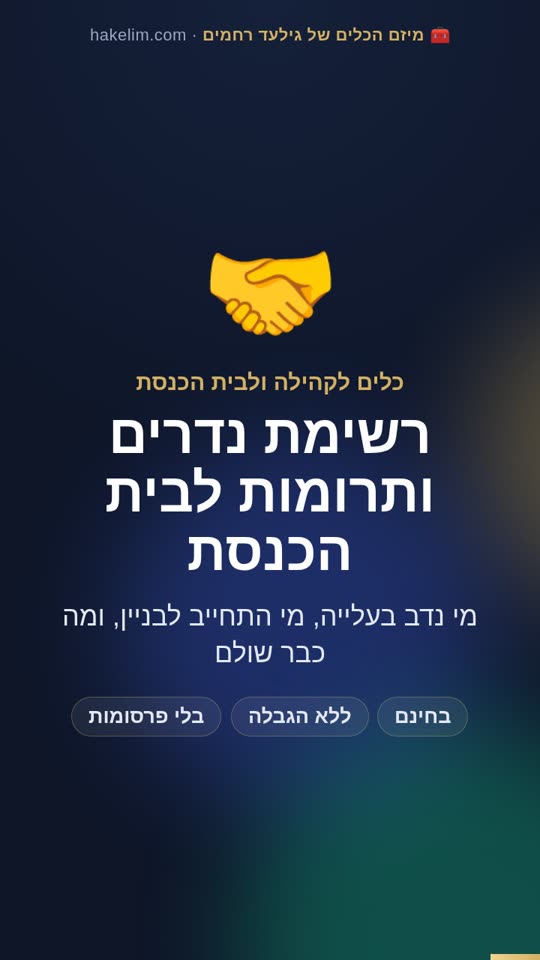 🧰 מיזם הכלים של גילעד רחמים · hakelim.com
כלים לקהילה ולבית הכנסת
רשימת נדרים
ותרומות לבית
הכנסת
מי נדב בעלייה, מי התחייב לבניין, ומה
כבר שולם
בחינם
ללא הגבלה
בלי פרסומות